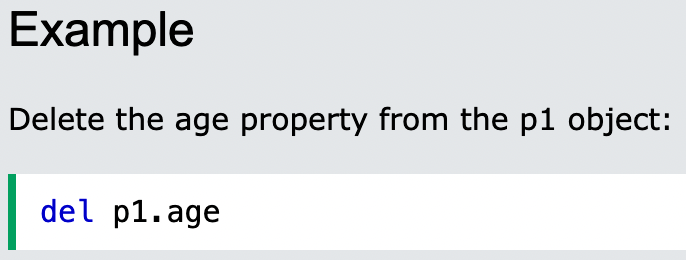 Example
Delete the age property from the p1 object:
del p1.age